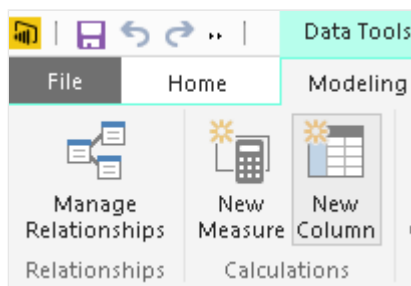 Data Tools
File Home Modeling
Manage Relationships
New Measure
New Column
Relationships
Calculations